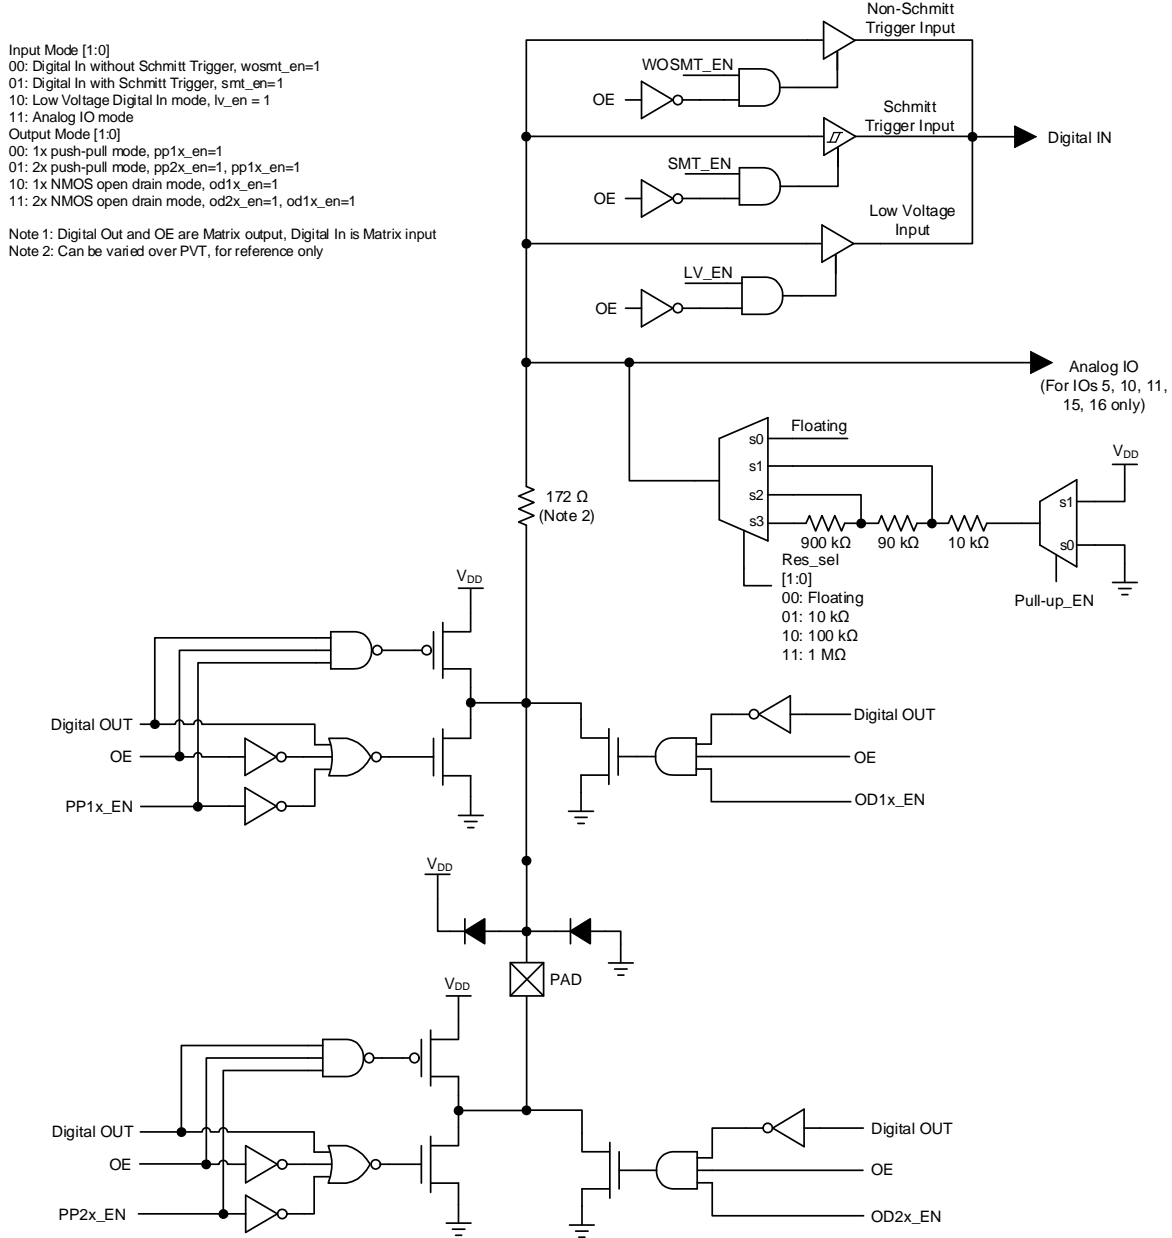 Input Mode [1:0]
00: Digital In without Schmitt Trigger, wosmt_en=1
01: Digital In with Schmitt Trigger, smt_en=1
10: Low Voltage Digital In mode, lv_en = 1
11: Analog IO mode
Output Mode [1:0]
00: 1x push-pull mode, pp1x_en=1
01: 2x push-pull mode, pp2x_en=1, pp1x_en=1
10: 1x NMOS open drain mode, od1x_en=1
11: 2x NMOS open drain mode, od2x_en=1, od1x_en=1
Note 1: Digital Out and OE are Matrix output, Digital In is Matrix input
Note 2: Can be varied over PVT, for reference only
Non-Schmitt
Trigger Input
WOSMT_EN
OE
Schmitt
Trigger Input
Digital IN
SMT_EN
OE
Low Voltage
Input
LV_EN
OE
Analog IO
(For IOs 5, 10, 11,
15, 16 only)
Floating
s0
s1
s2
s3
VDD
s1
s0
172 Ω
(Note 2)
900 kΩ
90 kΩ
10 kΩ
Res_sel
[1:0]
00: Floating
01: 10 kΩ
10: 100 kΩ
11: 1 MΩ
Pull-up_EN
VDD
Digital OUT
OE
PP1x_EN
Digital OUT
OE
OD1x_EN
VDD
PAD
VDD
Digital OUT
OE
PP2x_EN
Digital OUT
OE
OD2x_EN